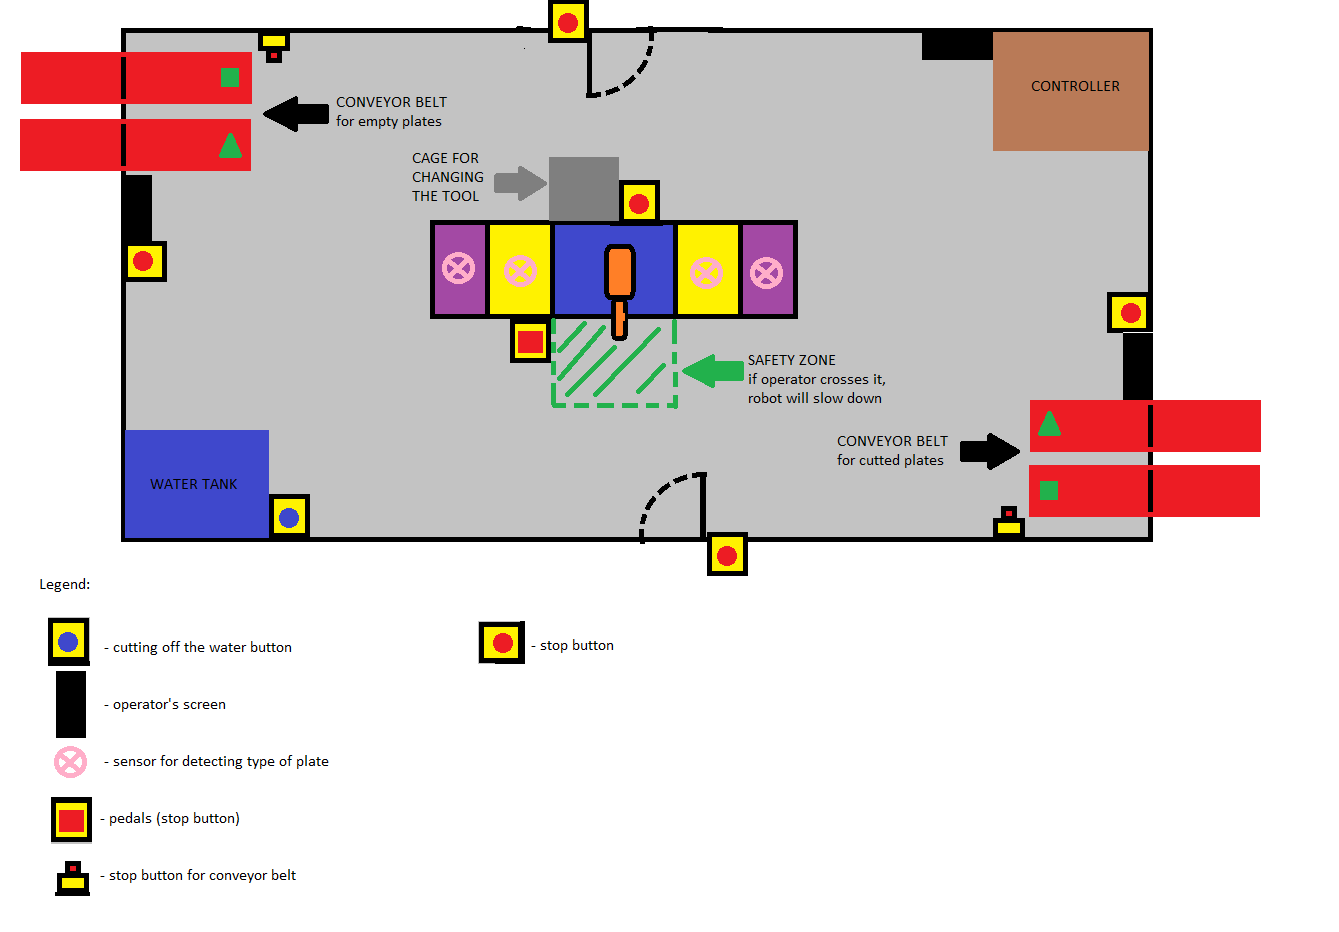 CONVEYOR BELT
for empty plates
CONTROLLER
CAGE FOR
CHANGING
THE TOOL
SAFETY ZONE
if operator crosses it,
robot will slow down
CONVEYOR BELT
for cutted plates
WATER TANK
Legend:
- cutting off the water button
- stop button
- operator's screen
- sensor for detecting type of plate
- pedals (stop button)
- stop button for conveyor belt